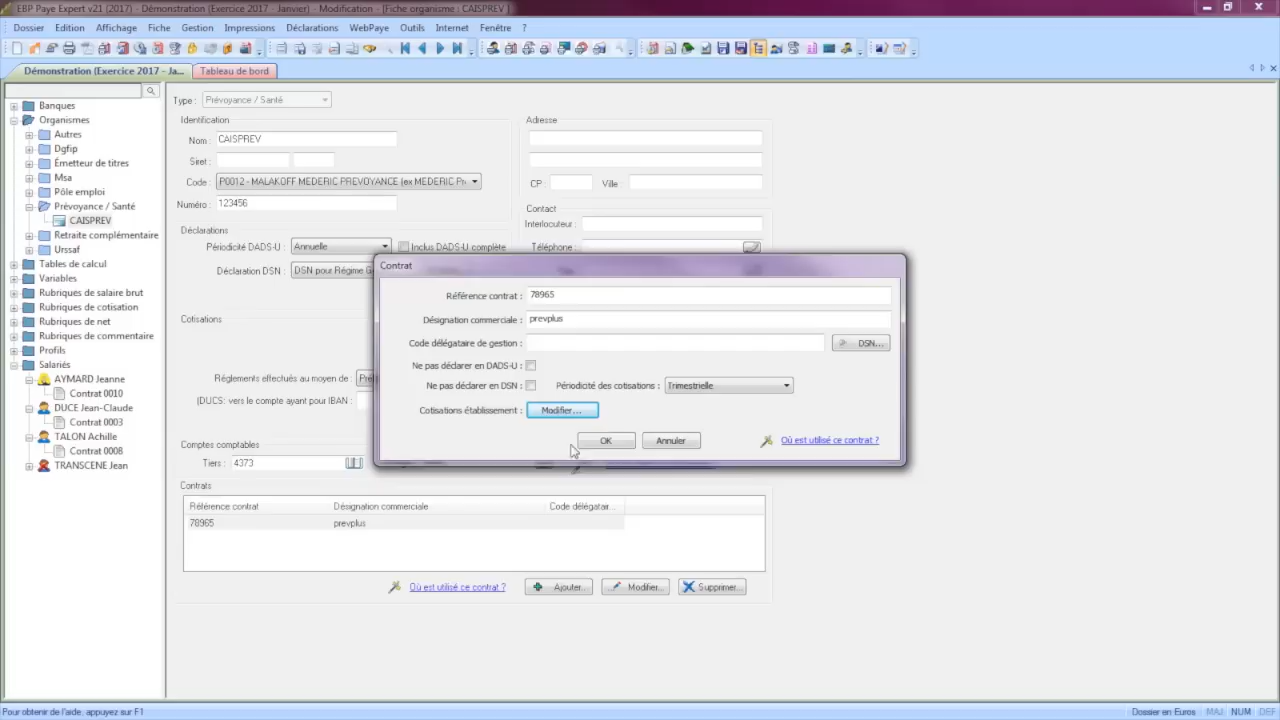 EBP Paye Expert v21 (2017) - Démonstration (Exercice 2017 - Janvier) - Modification - [Fiche organisme : CAISPREV ]
Dossier Edition Affichage Fiche Gestion Impressions Déclarations WebPaye Outils Internet Fenêtre ?
Démonstration (Exercice 2017 - Ja... Tableau de bord
Banques
Organismes
Autres
Dgfip
Émetteur de titres
Msa
Pôle emploi
Prévoyance / Santé
CAISPREV
Retraite complémentaire
Urssaf
Tables de calcul
Variables
Rubriques de salaire brut
Rubriques de cotisation
Rubriques de net
Rubriques de commentaire
Profils
Salariés
AYMARD Jeanne
Contrat 0010
DUCE Jean-Claude
Contrat 0003
TALON Achille
Contrat 0008
TRANSCENE Jean
Type : Prévoyance / Santé
Identification
Nom : CAISPREV
Siret :
Code : P0012 - MALAKOFF MEDERIC PREVOYANCE (ex MEDERIC Pr
Numéro : 123456
Adresse
CP : Ville :
Contact
Interlocuteur :
Téléphone :
Déclarations
Périodicité DADS-U : Annuelle Inclus DADS-U complète
Déclaration DSN : DSN pour Régime G
Cotisations
Réglements effectués au moyen de :
(DUCS: vers le compte ayant pour IBAN :
Comptes comptables
Tiers : 4373
Contrat
Référence contrat : 78965
Désignation commerciale : prevplus
Code délégataire de gestion : DSN...
Ne pas déclarer en DADS-U :
Ne pas déclarer en DSN : Périodicité des cotisations : Trimestrielle
Cotisations établissement : Modifier...
OK Annuler Où est utilisé ce contrat ?
Contrats
Référence contrat Désignation commerciale Code délégatair...
78965 prevplus
Où est utilisé ce contrat ? Ajouter... Modifier... Supprimer...
Pour obtenir de l'aide, appuyez sur F1 Dossier en Euros MAJ NUM DEF